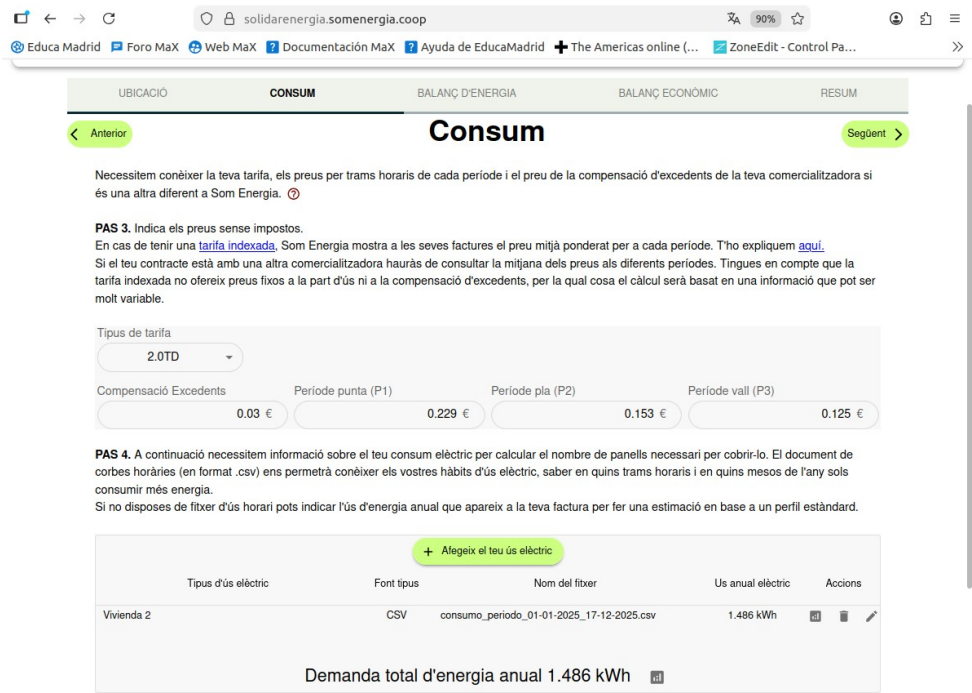 solidarenergia.somenergia.coop
90%
Educa Madrid Foro MaX Web MaX Documentación MaX Ayuda de EducaMadrid The Americas online (... ZoneEdit - Control Pa...
UBICACIÓ CONSUM BALANÇ D'ENERGIA BALANÇ ECONÒMIC RESUM
Anterior Consum Següent
Necessitem conèixer la teva tarifa, els preus per trams horaris de cada període i el preu de la compensació d'excedents de la teva comercialitzadora si
és una altra diferent a Som Energia.
PAS 3. Indica els preus sense impostos.
En cas de tenir una tarifa indexada, Som Energia mostra a les seves factures el preu mitjà ponderat per a cada període. T'ho expliquem aquí.
Si el teu contracte està amb una altra comercialitzadora hauràs de consultar la mitjana dels preus als diferents períodes. Tingues en compte que la
tarifa indexada no ofereix preus fixos a la part d'ús ni a la compensació d'excedents, per la qual cosa el càlcul serà basat en una informació que pot ser
molt variable.
Tipus de tarifa
2.0TD
Compensació Excedents Període punta (P1) Període pla (P2) Període vall (P3)
0.03 € 0.229 € 0.153 € 0.125 €
PAS 4. A continuació necessitem informació sobre el teu consum elèctric per calcular el nombre de panells necessari per cobrir-lo. El document de
corbes horàries (en format .csv) ens permetrà conèixer els vostres hàbits d'ús elèctric, saber en quins trams horaris i en quins mesos de l'any sols
consumir més energia.
Si no disposes de fitxer d'ús horari pots indicar l'ús d'energia anual que apareix a la teva factura per fer una estimació en base a un perfil estàndard.
+ Afegeix el teu ús elèctric
Tipus d'ús elèctric Font tipus Nom del fitxer Us anual elèctric Accions
Vivienda 2 CSV consumo_periodo_01-01-2025_17-12-2025.csv 1.486 kWh
Demanda total d'energia anual 1.486 kWh